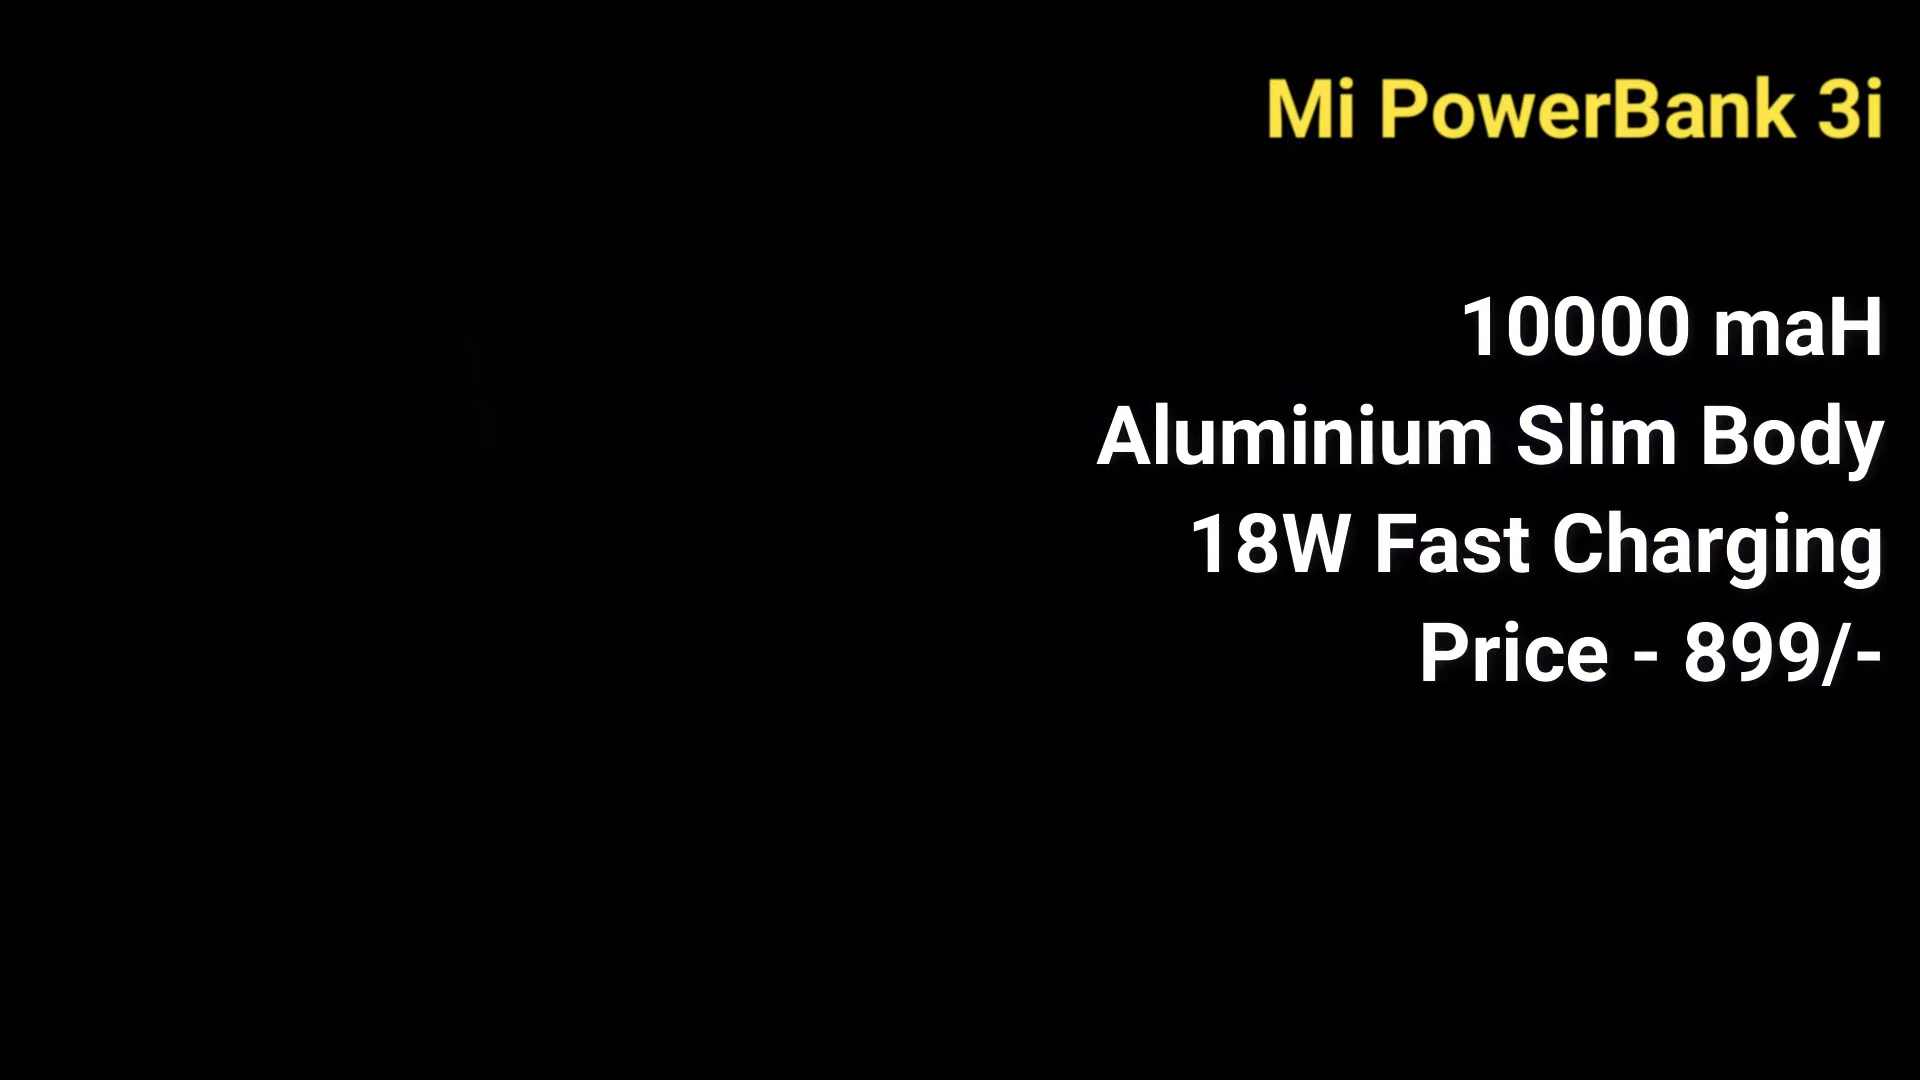 Mi PowerBank 3i
10000 maH
Aluminium Slim Body
18W Fast Charging
Price - 899/-